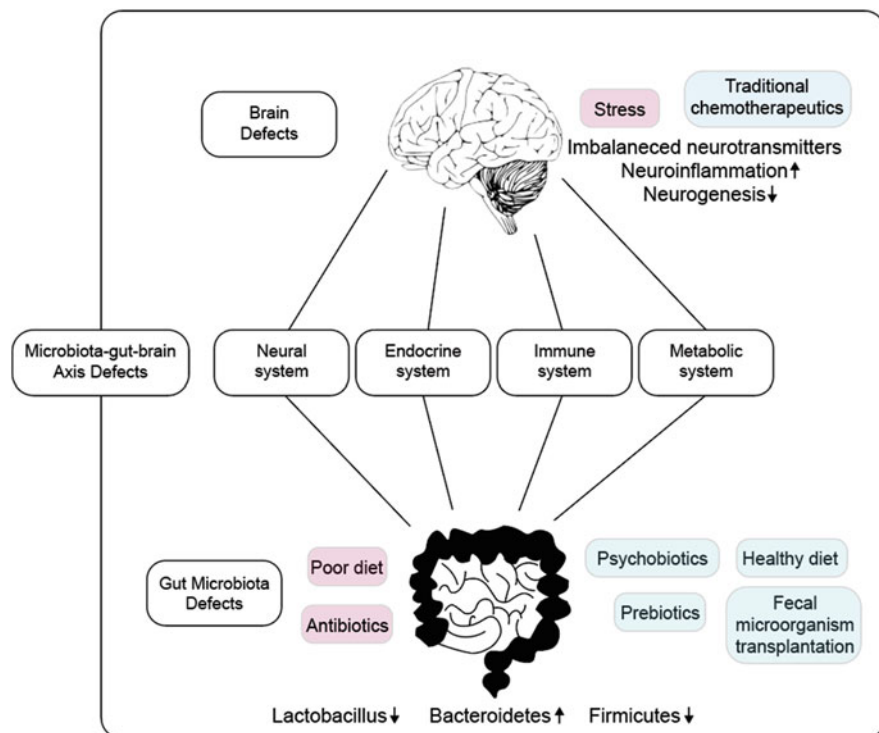 Brain
Defects
Stress
Traditional
chemotherapeutics
Imbalaneced neurotransmitters
Neuroinflammation↑
Neurogenesis↓
Microbiota-gut-brain
Axis Defects
Neural
system
Endocrine
system
Immune
system
Metabolic
system
Gut Microbiota
Defects
Poor diet
Antibiotics
Psychobiotics
Healthy diet
Prebiotics
Fecal
microorganism
transplantation
Lactobacillus↓ Bacteroidetes↑ Firmicutes↓